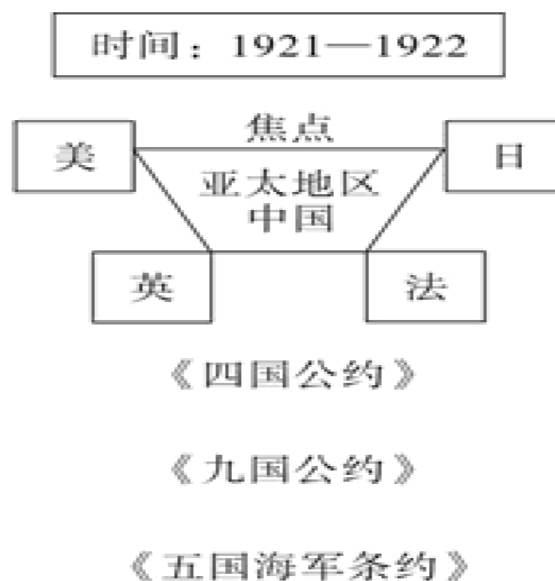 时间：1921—1922
焦点
美
日
亚太地区
中国
英
法
《四国公约》
《九国公约》
《五国海军条约》